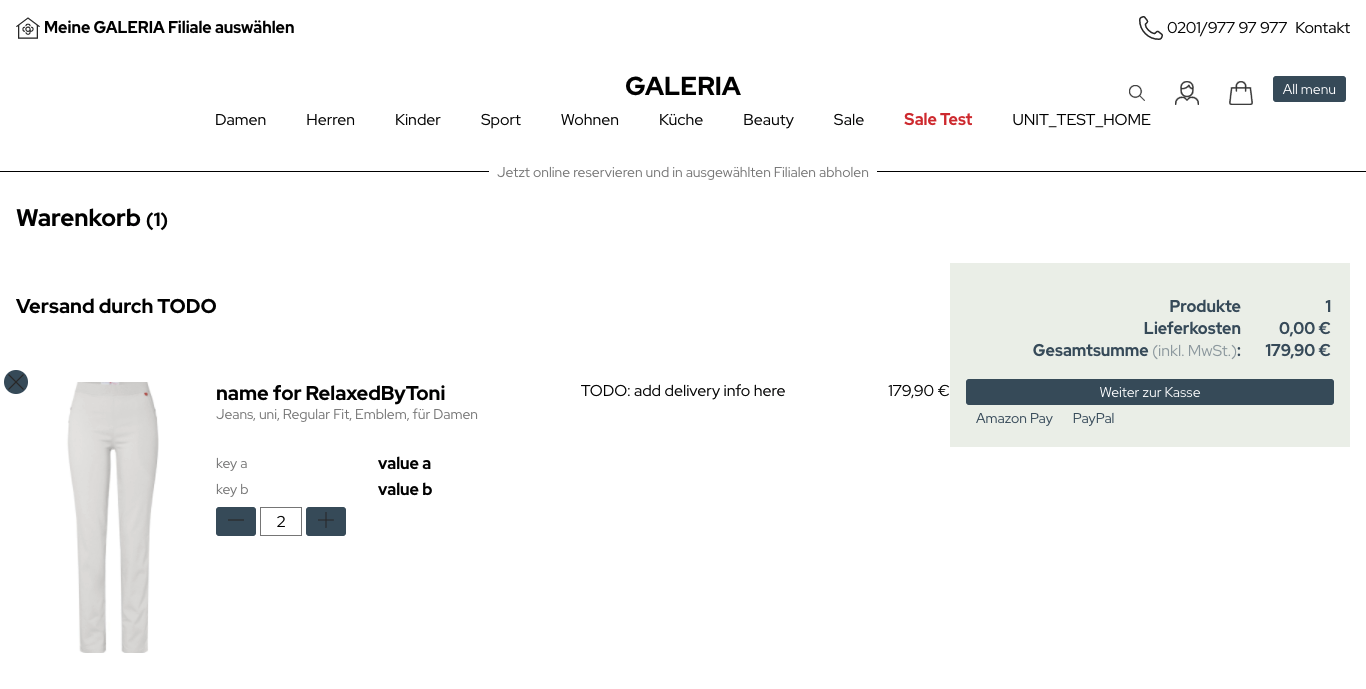 Meine GALERIA Filiale auswählen
0201/977 97 977 Kontakt
GALERIA
All menu
Damen Herren Kinder Sport Wohnen Küche Beauty Sale Sale Test UNIT_TEST_HOME
Jetzt online reservieren und in ausgewählten Filialen abholen
Warenkorb (1)
Versand durch TODO
name for RelaxedByToni
Jeans, uni, Regular Fit, Emblem, für Damen
key a value a
key b value b
2
TODO: add delivery info here
179,90 €
Produkte 1
Lieferkosten 0,00 €
Gesamtsumme (inkl. MwSt.): 179,90 €
Weiter zur Kasse
Amazon Pay PayPal